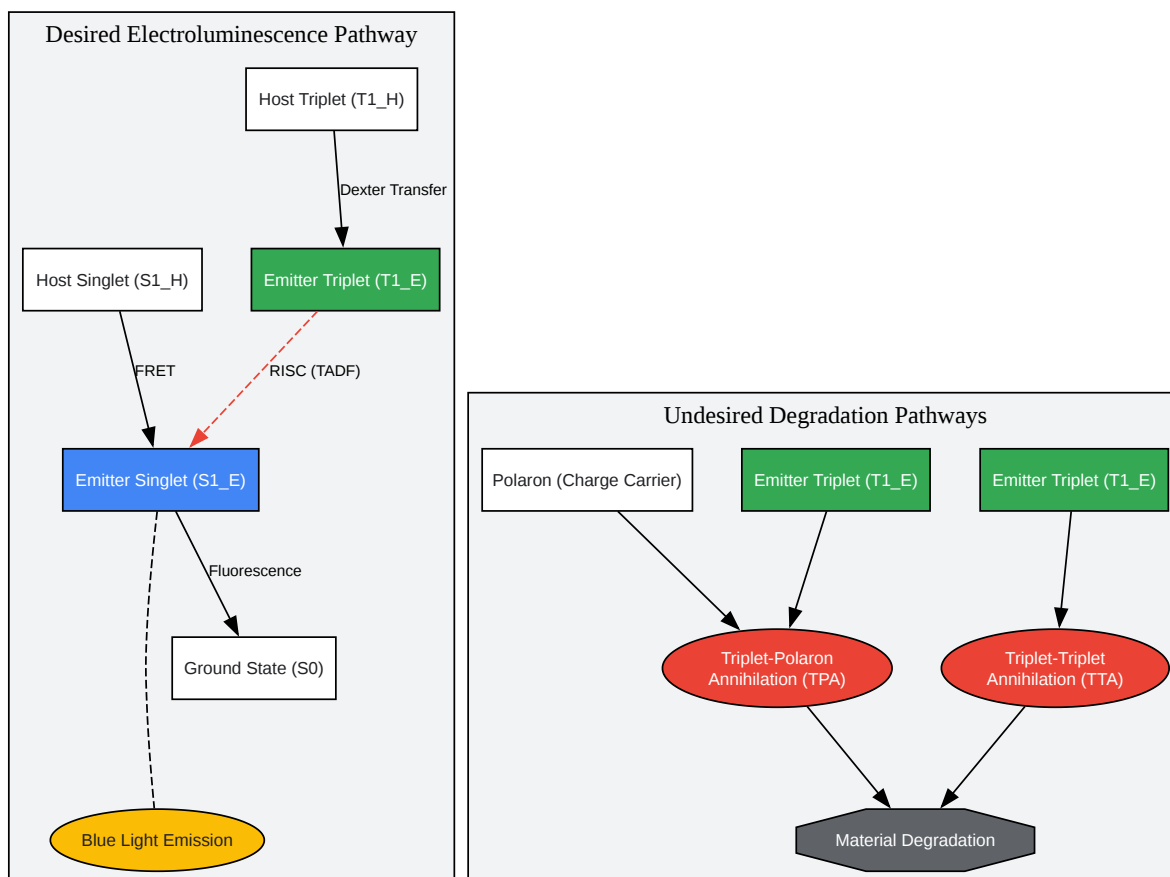 Desired Electroluminescence Pathway
Host Triplet (T1_H)
Dexter Transfer
Host Singlet (S1_H)
Emitter Triplet (T1_E)
FRET
RISC (TADF)
Emitter Singlet (S1_E)
Fluorescence
Ground State (S0)
Blue Light Emission
Undesired Degradation Pathways
Polaron (Charge Carrier)
Emitter Triplet (T1_E)
Emitter Triplet (T1_E)
Triplet-Polaron
Annihilation (TPA)
Triplet-Triplet
Annihilation (TTA)
Material Degradation